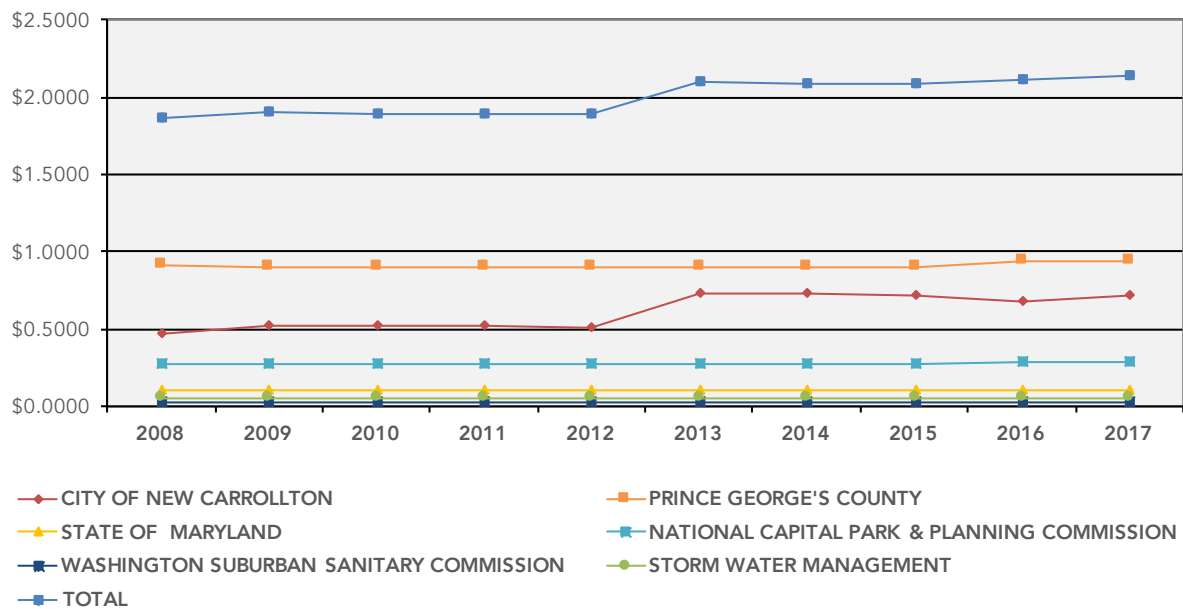 $2.5000
$2.0000
$1.5000
$1.0000
$0.5000
$0.0000
2008 2009 2010 2011 2012 2013 2014 2015 2016 2017
CITY OF NEW CARROLLTON PRINCE GEORGE'S COUNTY
STATE OF MARYLAND NATIONAL CAPITAL PARK & PLANNING COMMISSION
WASHINGTON SUBURBAN SANITARY COMMISSION STORM WATER MANAGEMENT
TOTAL